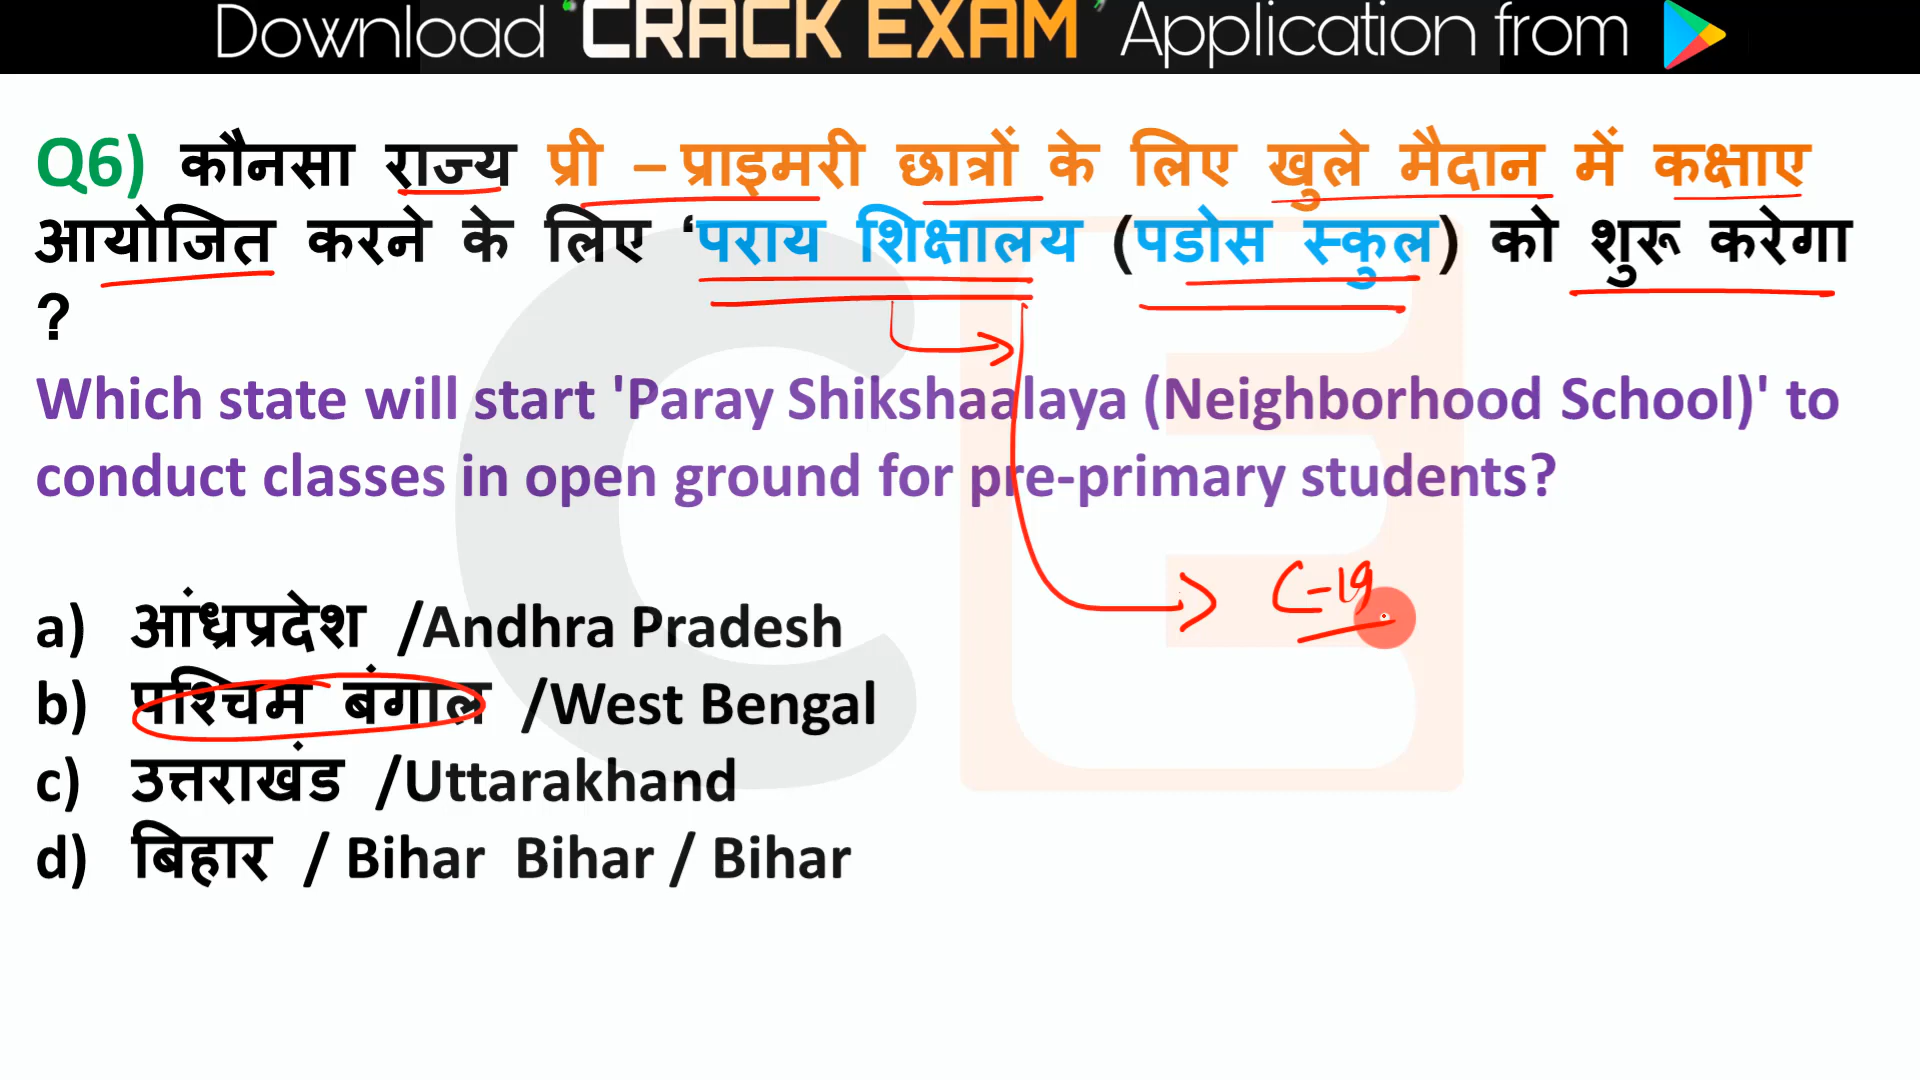 Download 'CRACK EXAM' Application from
Q6) कौनसा राज्य प्री – प्राइमरी छात्रों के लिए खुले मैदान में कक्षाए
आयोजित करने के लिए ‘पराय शिक्षालय (पडोस स्कुल) को शुरू करेगा
?
Which state will start 'Paray Shikshaalaya (Neighborhood School)' to
conduct classes in open ground for pre-primary students?
C-19
a) आंध्रप्रदेश /Andhra Pradesh
b) पश्चिम बंगाल /West Bengal
c) उत्तराखंड /Uttarakhand
d) बिहार / Bihar Bihar / Bihar